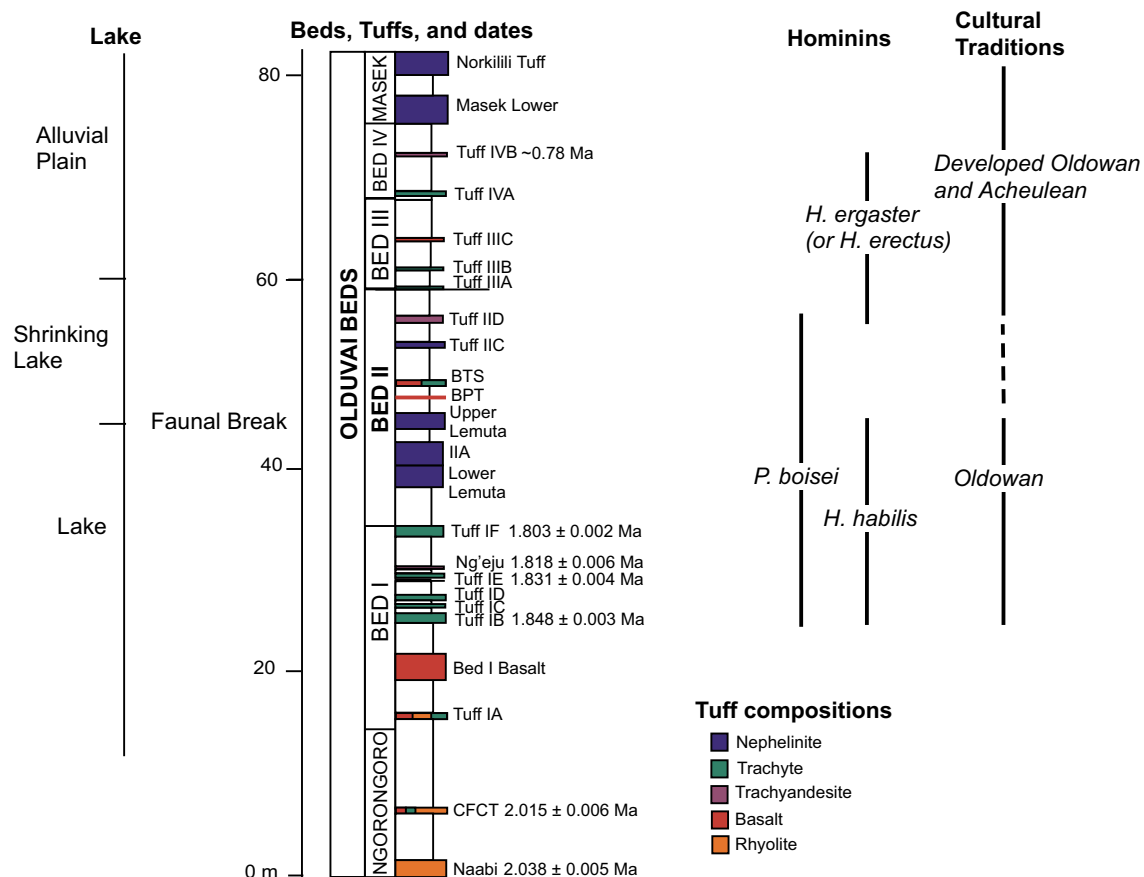 Lake
Beds, Tuffs, and dates
Hominins
Cultural
Traditions
80
60
40
20
0 m
Alluvial
Plain
Shrinking
Lake
Faunal Break
Lake
OLDUVAI BEDS
MASEK
BED IV
BED III
BED II
BED I
NGORONGORO
Norkilili Tuff
Masek Lower
Tuff IVB ~0.78 Ma
Tuff IVA
Tuff IIIC
Tuff IIIB
Tuff IIIA
Tuff IID
Tuff IIC
BTS
BPT
Upper
Lemuta
IIA
Lower
Lemuta
Tuff IF 1.803 ± 0.002 Ma
Ng'eju 1.818 ± 0.006 Ma
Tuff IE 1.831 ± 0.004 Ma
Tuff ID
Tuff IC
Tuff IB 1.848 ± 0.003 Ma
Bed I Basalt
Tuff IA
CFCT 2.015 ± 0.006 Ma
Naabi 2.038 ± 0.005 Ma
H. ergaster
(or H. erectus)
P. boisei
H. habilis
Developed Oldowan
and Acheulean
Oldowan
Tuff compositions
Nephelinite
Trachyte
Trachyandesite
Basalt
Rhyolite